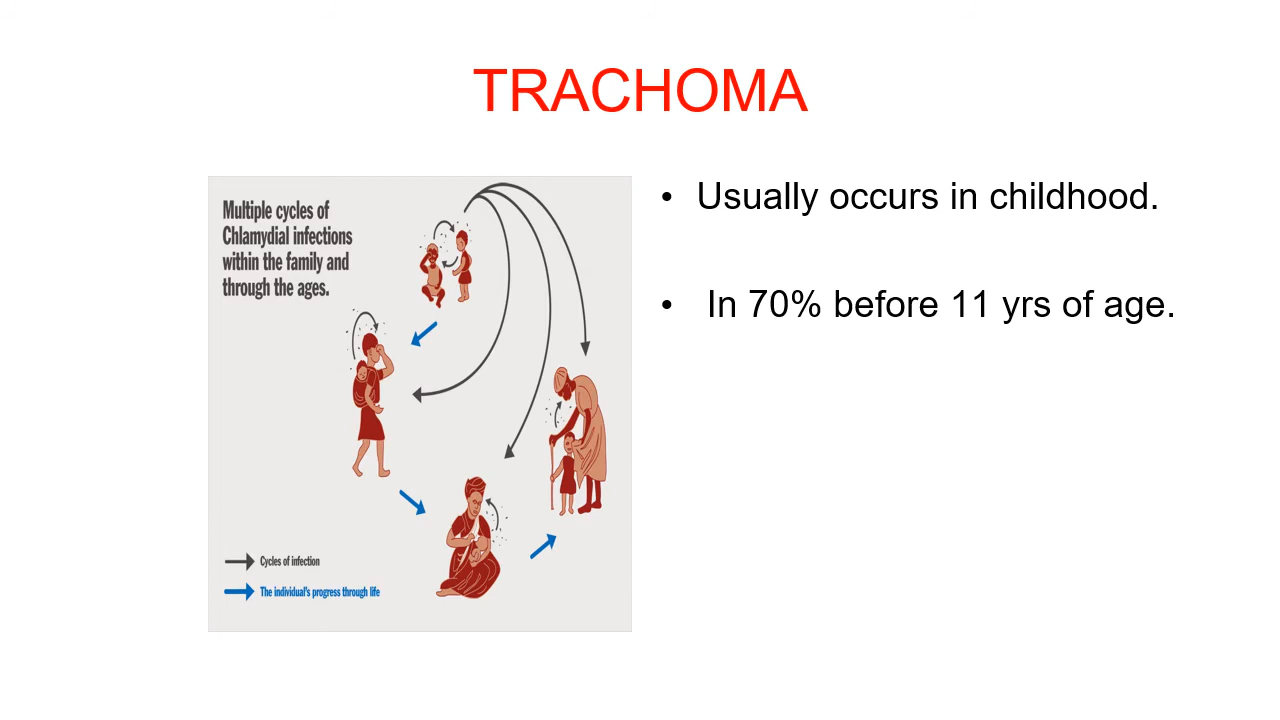 TRACHOMA
Multiple cycles of
Chlamydial infections
within the family and
through the ages.
Cycles of infection
The individual's progress through life
• Usually occurs in childhood.
• In 70% before 11 yrs of age.